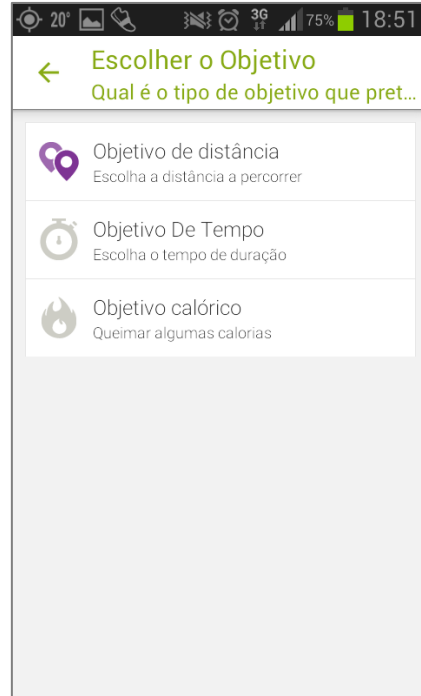 20° 3G 75% 18:51
Escolher o Objetivo
Qual é o tipo de objetivo que pret...
Objetivo de distância
Escolha a distância a percorrer
Objetivo De Tempo
Escolha o tempo de duração
Objetivo calórico
Queimar algumas calorias